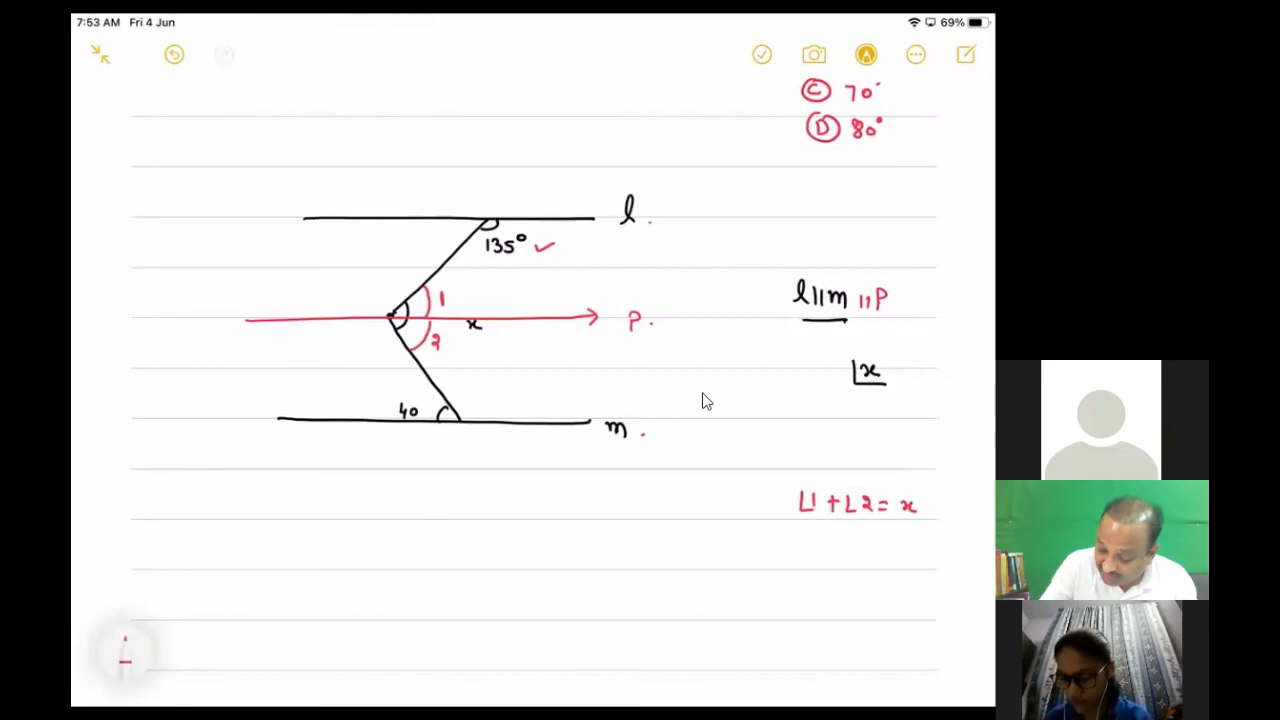 7:53 AM Fri 4 Jun
69%
C 70°
D 80°
l.
135° ✓
1
l||m ||P
x
P.
2
∠x
40
m.
∠1 + ∠2 = x